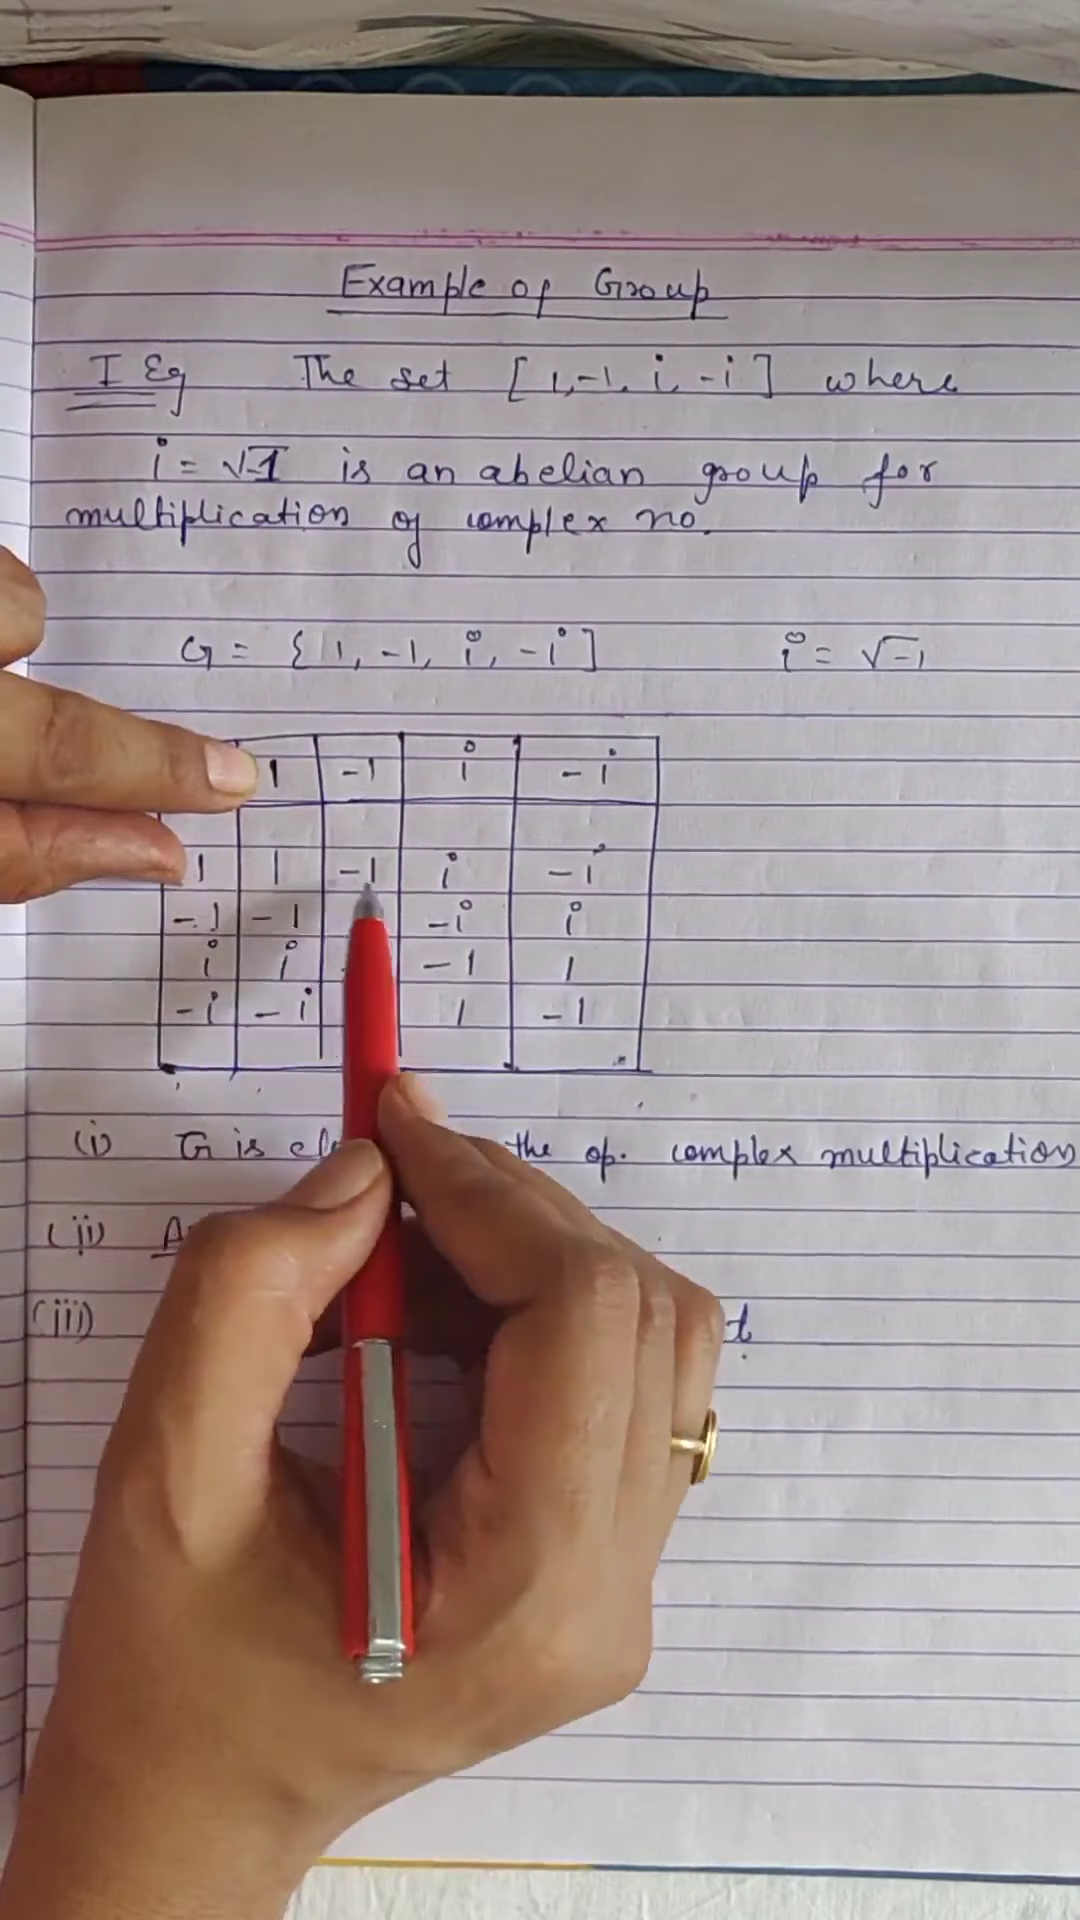 Example of Group
I Eg The set [1, -1, i, -i] where
i = √-1 is an abelian group for
multiplication of complex no.
G = {1, -1, i, -i] i = √-1
1 -1 i -i
1 1 -1 i -i
-1 -1 -i i
i i -1 1
-i -i 1 -1
(i) G is the op. complex multiplication
(ii)
(iii)